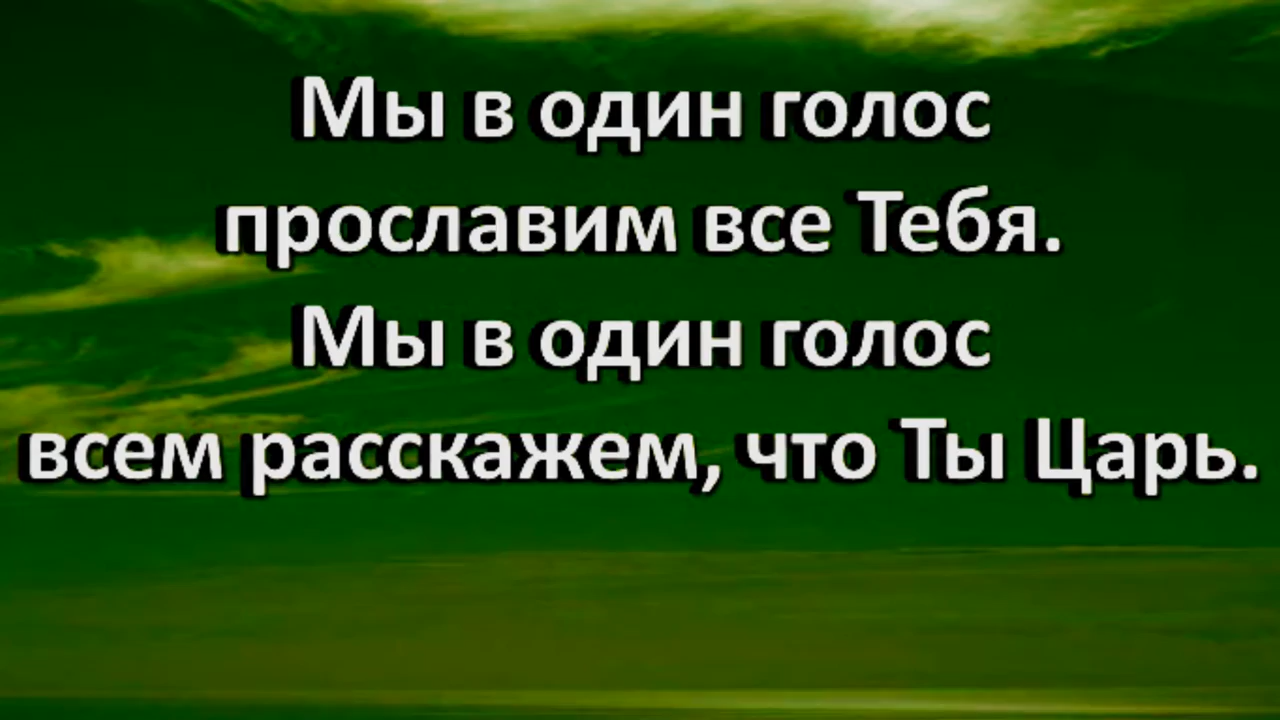 Мы в один голос
прославим все Тебя.
Мы в один голос
всем расскажем, что Ты Царь.